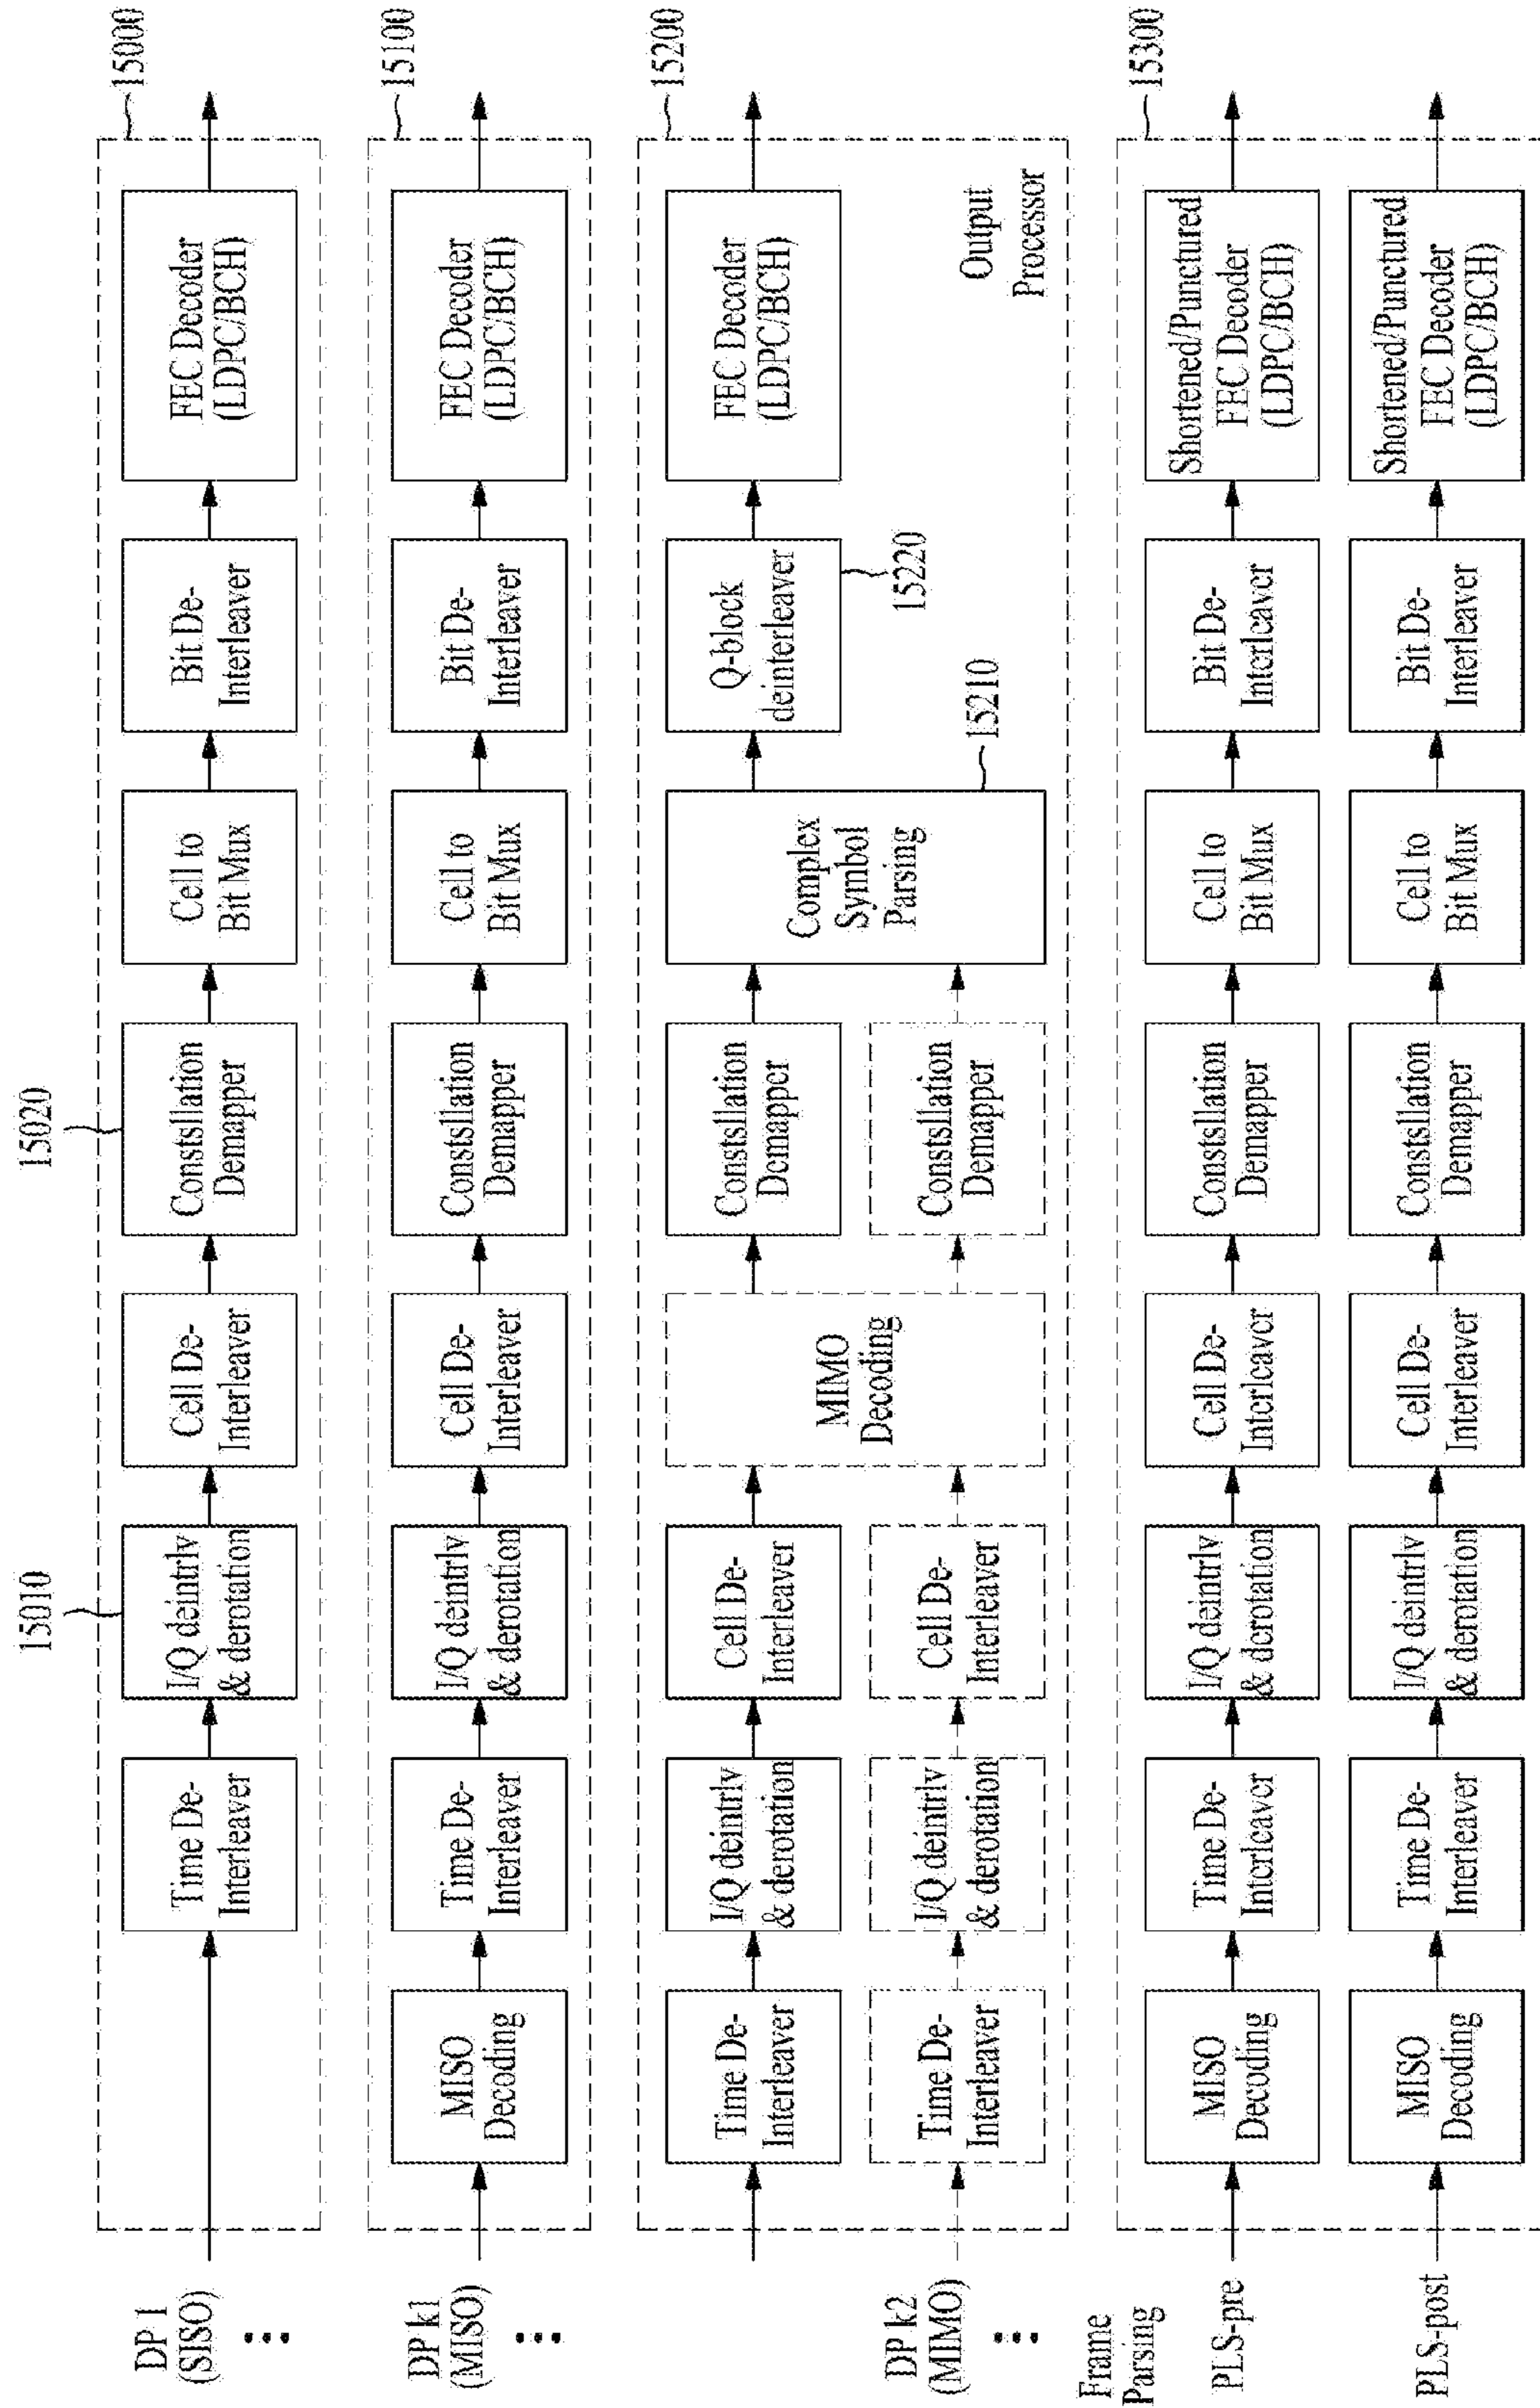 15010
15020
15000
DP 1
(SISO)
Time De-
Interleaver
I/Q deintrlv
& derotation
Cell De-
Interleaver
Constsllation
Demapper
Cell to
Bit Mux
Bit De-
Interleaver
FEC Decoder
(LDPC/BCH)
15100
DP k1
(MISO)
MISO
Decoding
Time De-
Interleaver
I/Q deintrlv
& derotation
Cell De-
Interleaver
Constsllation
Demapper
Cell to
Bit Mux
Bit De-
Interleaver
FEC Decoder
(LDPC/BCH)
15200
Time De-
Interleaver
I/Q deintrlv
& derotation
Cell De-
Interleaver
MIMO
Decoding
Constsllation
Demapper
Complex
Symbol
Parsing
15210
Q-block
deinterleaver
15220
FEC Decoder
(LDPC/BCH)
DP k2
(MIMO)
Time De-
Interleaver
I/Q deintrlv
& derotation
Cell De-
Interleaver
Constsllation
Demapper
Output
Processor
Frame
Parsing
15300
PLS-pre
MISO
Decoding
Time De-
Interleaver
I/Q deintrlv
& derotation
Cell De-
Interleaver
Constsllation
Demapper
Cell to
Bit Mux
Bit De-
Interleaver
Shortened/Punctured
FEC Decoder
(LDPC/BCH)
PLS-post
MISO
Decoding
Time De-
Interleaver
I/Q deintrlv
& derotation
Cell De-
Interleaver
Constsllation
Demapper
Cell to
Bit Mux
Bit De-
Interleaver
Shortened/Punctured
FEC Decoder
(LDPC/BCH)